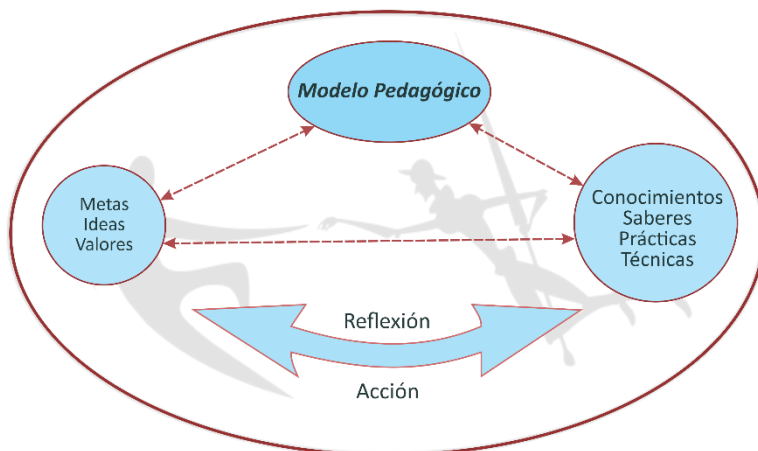 Modelo Pedagógico
Metas
Ideas
Valores
Conocimientos
Saberes
Prácticas
Técnicas
Reflexión
Acción